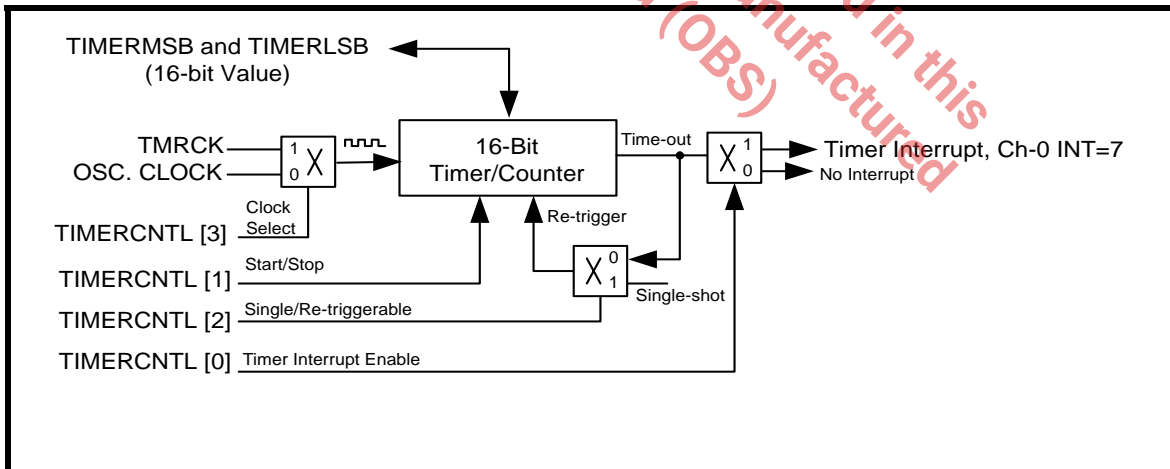 d in this
anufactured
(OBS)
TIMERMSB and TIMERLSB
(16-bit Value)
TMRCK
OSC. CLOCK
1
0
X
16-Bit
Timer/Counter
Time-out
X
1
0
Timer Interrupt, Ch-0 INT=7
No Interrupt
Clock
Select
TIMERCNTL [3]
Re-trigger
TIMERCNTL [1]
Start/Stop
X
0
1
Single-shot
TIMERCNTL [2]
Single/Re-triggerable
TIMERCNTL [0]
Timer Interrupt Enable